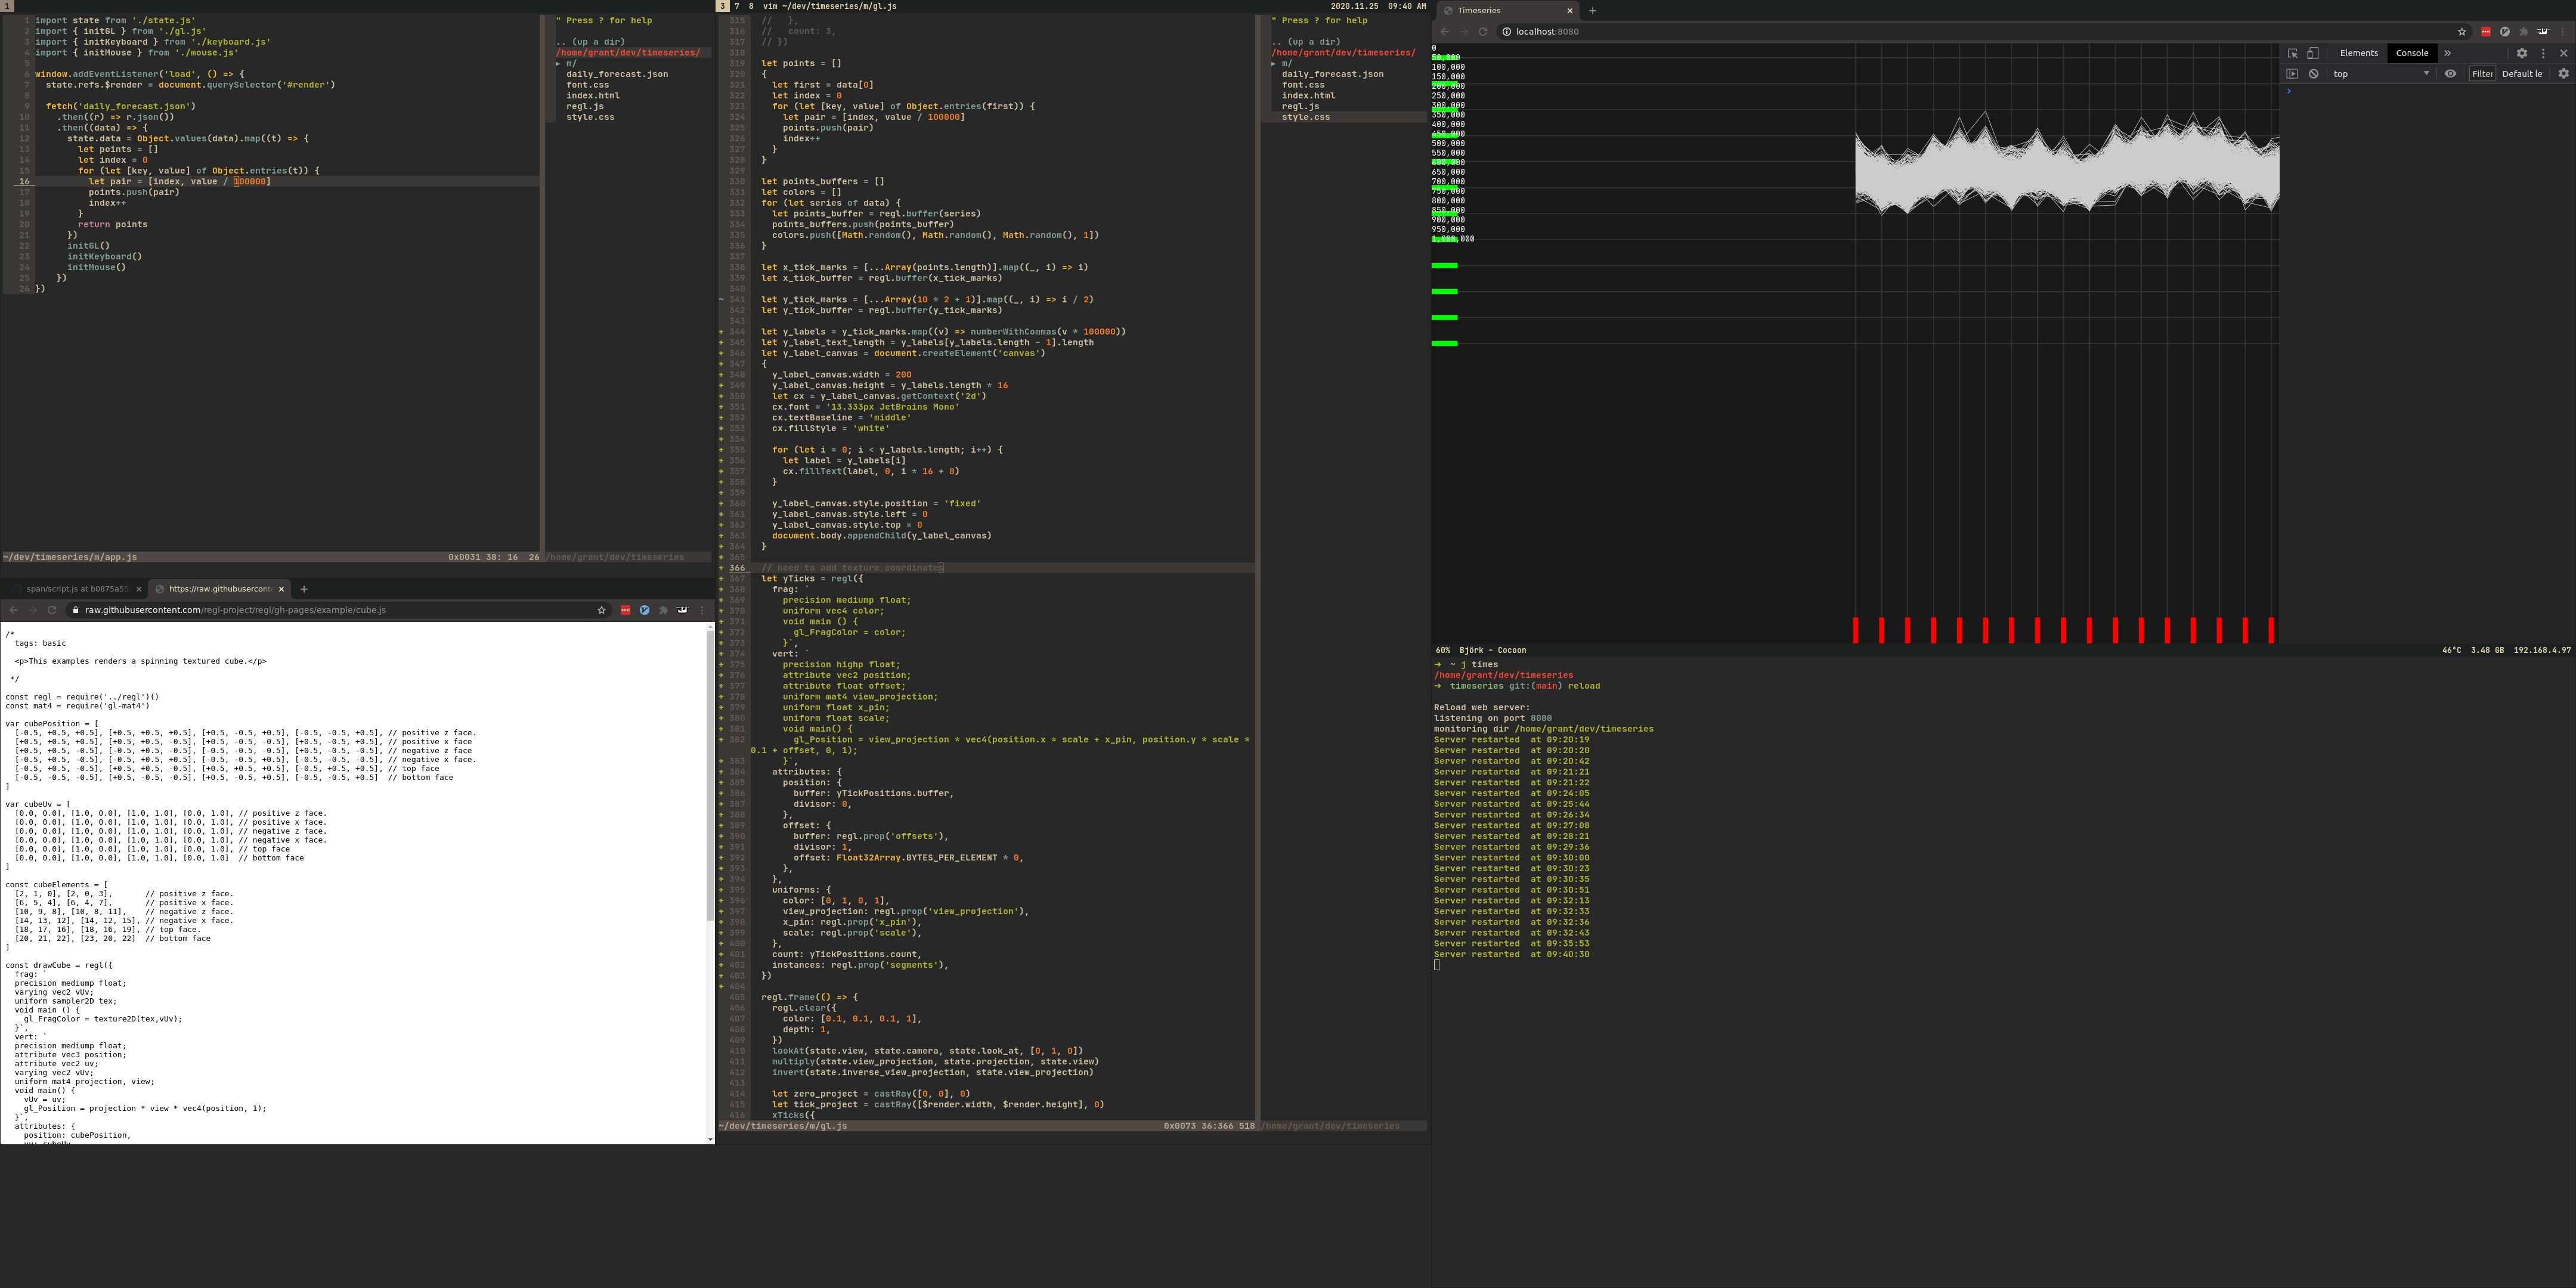 1
1 import state from './state.js'
2 import { initGL } from './gl.js'
3 import { initKeyboard } from './keyboard.js'
4 import { initMouse } from './mouse.js'
5
6 window.addEventListener('load', () => {
7 state.refs.$render = document.querySelector('#render')
8
9 fetch('daily_forecast.json')
10 .then((r) => r.json())
11 .then((data) => {
12 state.data = Object.values(data).map((t) => {
13 let points = []
14 let index = 0
15 for (let [key, value] of Object.entries(t)) {
16 let pair = [index, value / 100000]
17 points.push(pair)
18 index++
19 }
20 return points
21 })
22 initGL()
23 initKeyboard()
24 initMouse()
25 })
26 })
" Press ? for help
.. (up a dir)
/home/grant/dev/timeseries/
▸ m/
daily_forecast.json
font.css
index.html
regl.js
style.css
~/dev/timeseries/m/app.js 0x0031 38: 16 26 /home/grant/dev/timeseries
span/script.js at b0875a55
https://raw.githubusercont
raw.githubusercontent.com/regl-project/regl/gh-pages/example/cube.js
/*
tags: basic
<p>This examples renders a spinning textured cube.</p>
*/
const regl = require('../regl')()
const mat4 = require('gl-mat4')
var cubePosition = [
[-0.5, +0.5, +0.5], [+0.5, +0.5, +0.5], [+0.5, -0.5, +0.5], [-0.5, -0.5, +0.5], // positive z face.
[+0.5, +0.5, +0.5], [+0.5, +0.5, -0.5], [+0.5, -0.5, -0.5], [+0.5, -0.5, +0.5], // positive x face
[+0.5, +0.5, -0.5], [-0.5, +0.5, -0.5], [-0.5, -0.5, -0.5], [+0.5, -0.5, -0.5], // negative z face
[-0.5, +0.5, -0.5], [-0.5, +0.5, +0.5], [-0.5, -0.5, +0.5], [-0.5, -0.5, -0.5], // negative x face.
[-0.5, +0.5, -0.5], [+0.5, +0.5, -0.5], [+0.5, +0.5, +0.5], [-0.5, +0.5, +0.5], // top face
[-0.5, -0.5, -0.5], [+0.5, -0.5, -0.5], [+0.5, -0.5, +0.5], [-0.5, -0.5, +0.5] // bottom face
]
var cubeUv = [
[0.0, 0.0], [1.0, 0.0], [1.0, 1.0], [0.0, 1.0], // positive z face.
[0.0, 0.0], [1.0, 0.0], [1.0, 1.0], [0.0, 1.0], // positive x face.
[0.0, 0.0], [1.0, 0.0], [1.0, 1.0], [0.0, 1.0], // negative z face.
[0.0, 0.0], [1.0, 0.0], [1.0, 1.0], [0.0, 1.0], // negative x face.
[0.0, 0.0], [1.0, 0.0], [1.0, 1.0], [0.0, 1.0], // top face
[0.0, 0.0], [1.0, 0.0], [1.0, 1.0], [0.0, 1.0] // bottom face
]
const cubeElements = [
[2, 1, 0], [2, 0, 3], // positive z face.
[6, 5, 4], [6, 4, 7], // positive x face.
[10, 9, 8], [10, 8, 11], // negative z face.
[14, 13, 12], [14, 12, 15], // negative x face.
[18, 17, 16], [18, 16, 19], // top face.
[20, 21, 22], [23, 20, 22] // bottom face
]
const drawCube = regl({
frag: `
precision mediump float;
varying vec2 vUv;
uniform sampler2D tex;
void main () {
gl_FragColor = texture2D(tex,vUv);
}`,
vert: `
precision mediump float;
attribute vec3 position;
attribute vec2 uv;
varying vec2 vUv;
uniform mat4 projection, view;
void main() {
vUv = uv;
gl_Position = projection * view * vec4(position, 1);
}`,
attributes: {
position: cubePosition,
uv: cubeUv
3 7 8 vim ~/dev/timeseries/m/gl.js 2020.11.25 09:40 AM
315 // },
316 // count: 3,
317 // })
318
319 let points = []
320 {
321 let first = data[0]
322 let index = 0
323 for (let [key, value] of Object.entries(first)) {
324 let pair = [index, value / 100000]
325 points.push(pair)
326 index++
327 }
328 }
329
330 let points_buffers = []
331 let colors = []
332 for (let series of data) {
333 let points_buffer = regl.buffer(series)
334 points_buffers.push(points_buffer)
335 colors.push([Math.random(), Math.random(), Math.random(), 1])
336 }
337
338 let x_tick_marks = [...Array(points.length)].map((_, i) => i)
339 let x_tick_buffer = regl.buffer(x_tick_marks)
340
~ 341 let y_tick_marks = [...Array(10 * 2 + 1)].map((_, i) => i / 2)
342 let y_tick_buffer = regl.buffer(y_tick_marks)
343
+ 344 let y_labels = y_tick_marks.map((v) => numberWithCommas(v * 100000))
+ 345 let y_label_text_length = y_labels[y_labels.length - 1].length
+ 346 let y_label_canvas = document.createElement('canvas')
+ 347 {
+ 348 y_label_canvas.width = 200
+ 349 y_label_canvas.height = y_labels.length * 16
+ 350 let cx = y_label_canvas.getContext('2d')
+ 351 cx.font = '13.333px JetBrains Mono'
+ 352 cx.textBaseline = 'middle'
+ 353 cx.fillStyle = 'white'
+ 354
+ 355 for (let i = 0; i < y_labels.length; i++) {
+ 356 let label = y_labels[i]
+ 357 cx.fillText(label, 0, i * 16 + 8)
+ 358 }
+ 359
+ 360 y_label_canvas.style.position = 'fixed'
+ 361 y_label_canvas.style.left = 0
+ 362 y_label_canvas.style.top = 0
+ 363 document.body.appendChild(y_label_canvas)
+ 364 }
+ 365
+ 366 // need to add texture coordinates
+ 367 let yTicks = regl({
+ 368 frag: `
+ 369 precision mediump float;
+ 370 uniform vec4 color;
+ 371 void main () {
+ 372 gl_FragColor = color;
+ 373 }`,
+ 374 vert: `
+ 375 precision highp float;
+ 376 attribute vec2 position;
+ 377 attribute float offset;
+ 378 uniform mat4 view_projection;
+ 379 uniform float x_pin;
+ 380 uniform float scale;
+ 381 void main() {
+ 382 gl_Position = view_projection * vec4(position.x * scale + x_pin, position.y * scale *
0.1 + offset, 0, 1);
+ 383 }`,
+ 384 attributes: {
+ 385 position: {
+ 386 buffer: yTickPositions.buffer,
+ 387 divisor: 0,
+ 388 },
+ 389 offset: {
+ 390 buffer: regl.prop('offsets'),
+ 391 divisor: 1,
+ 392 offset: Float32Array.BYTES_PER_ELEMENT * 0,
+ 393 },
+ 394 },
+ 395 uniforms: {
+ 396 color: [0, 1, 0, 1],
+ 397 view_projection: regl.prop('view_projection'),
+ 398 x_pin: regl.prop('x_pin'),
+ 399 scale: regl.prop('scale'),
+ 400 },
+ 401 count: yTickPositions.count,
+ 402 instances: regl.prop('segments'),
+ 403 })
+ 404
405 regl.frame(() => {
406 regl.clear({
407 color: [0.1, 0.1, 0.1, 1],
408 depth: 1,
409 })
410 lookAt(state.view, state.camera, state.look_at, [0, 1, 0])
411 multiply(state.view_projection, state.projection, state.view)
412 invert(state.inverse_view_projection, state.view_projection)
413
414 let zero_project = castRay([0, 0], 0)
415 let tick_project = castRay([$render.width, $render.height], 0)
416 xTicks({
~/dev/timeseries/m/gl.js 0x0073 36:366 518 /home/grant/dev/timeseries
" Press ? for help
.. (up a dir)
/home/grant/dev/timeseries/
▸ m/
daily_forecast.json
font.css
index.html
regl.js
style.css
Timeseries
localhost:8080
0
50,000
100,000
150,000
200,000
250,000
300,000
350,000
400,000
450,000
500,000
550,000
600,000
650,000
700,000
750,000
800,000
850,000
900,000
950,000
1,000,000
Elements Console »
top Filter Default le
›
60% Björk - Cocoon 46°C 3.48 GB 192.168.4.97
➜ ~ j times
/home/grant/dev/timeseries
➜ timeseries git:(main) reload
Reload web server:
listening on port 8080
monitoring dir /home/grant/dev/timeseries
Server restarted at 09:20:19
Server restarted at 09:20:20
Server restarted at 09:20:42
Server restarted at 09:21:21
Server restarted at 09:21:22
Server restarted at 09:24:05
Server restarted at 09:25:44
Server restarted at 09:26:34
Server restarted at 09:27:08
Server restarted at 09:28:21
Server restarted at 09:29:36
Server restarted at 09:30:00
Server restarted at 09:30:23
Server restarted at 09:30:35
Server restarted at 09:30:51
Server restarted at 09:32:13
Server restarted at 09:32:33
Server restarted at 09:32:36
Server restarted at 09:32:43
Server restarted at 09:35:53
Server restarted at 09:40:30